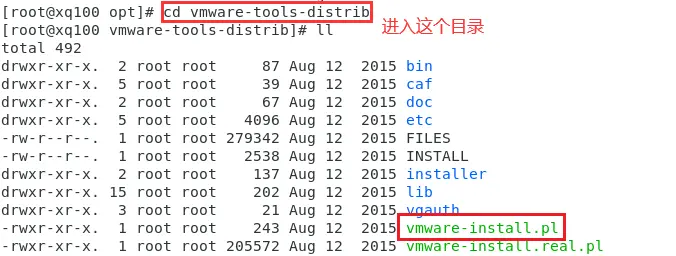 [root@xq100 opt]# cd vmware-tools-distrib
[root@xq100 vmware-tools-distrib]# ll 进入这个目录
total 492
drwxr-xr-x. 2 root root 87 Aug 12 2015 bin
drwxr-xr-x. 5 root root 39 Aug 12 2015 caf
drwxr-xr-x. 2 root root 67 Aug 12 2015 doc
drwxr-xr-x. 5 root root 4096 Aug 12 2015 etc
-rw-r--r--. 1 root root 279342 Aug 12 2015 FILES
-rw-r--r--. 1 root root 2538 Aug 12 2015 INSTALL
drwxr-xr-x. 2 root root 137 Aug 12 2015 installer
drwxr-xr-x. 15 root root 202 Aug 12 2015 lib
drwxr-xr-x. 3 root root 21 Aug 12 2015 vgauth
-rwxr-xr-x. 1 root root 243 Aug 12 2015 vmware-install.pl
-rwxr-xr-x. 1 root root 205572 Aug 12 2015 vmware-install.real.pl